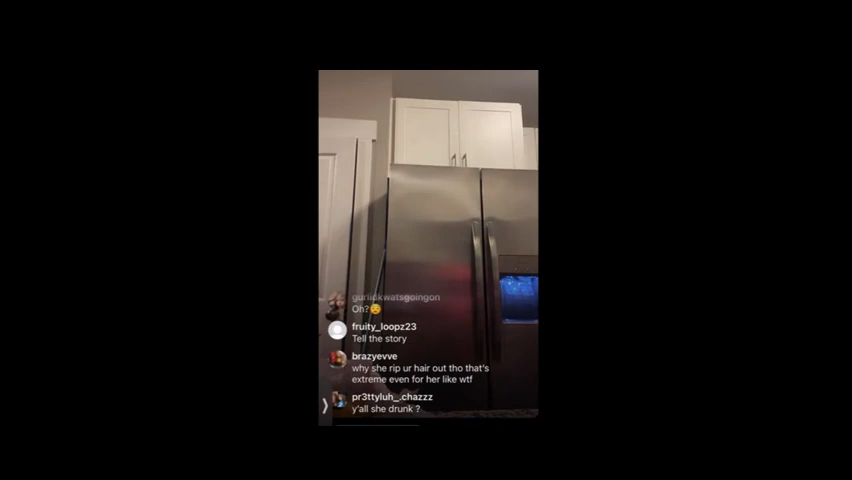 gurlidkwatsgoingon
Oh?😌
fruity_loopz23
Tell the story
brazyevve
why she rip ur hair out tho that's
extreme even for her like wtf
pr3ttyluh_.chazzz
y'all she drunk ?